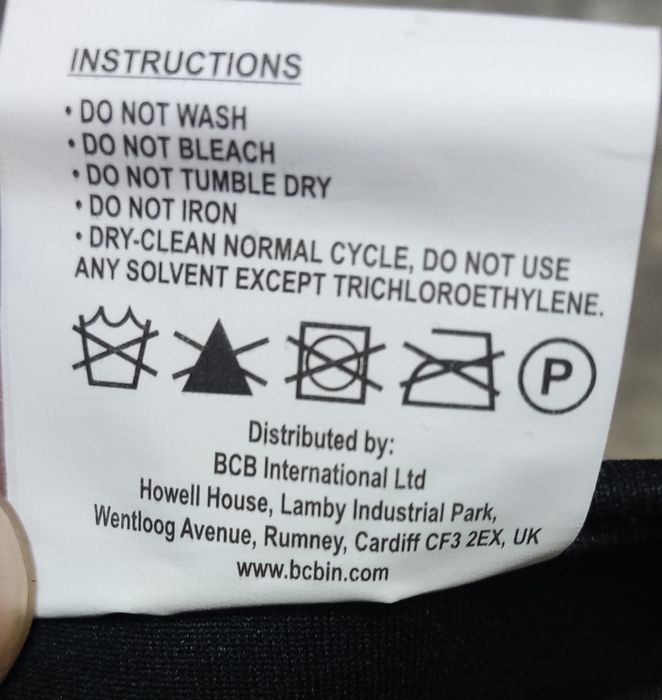 INSTRUCTIONS
• DO NOT WASH
• DO NOT BLEACH
• DO NOT TUMBLE DRY
• DO NOT IRON
• DRY-CLEAN NORMAL CYCLE, DO NOT USE
ANY SOLVENT EXCEPT TRICHLOROETHYLENE.
P
Distributed by:
BCB International Ltd
Howell House, Lamby Industrial Park,
Wentloog Avenue, Rumney, Cardiff CF3 2EX, UK
www.bcbin.com